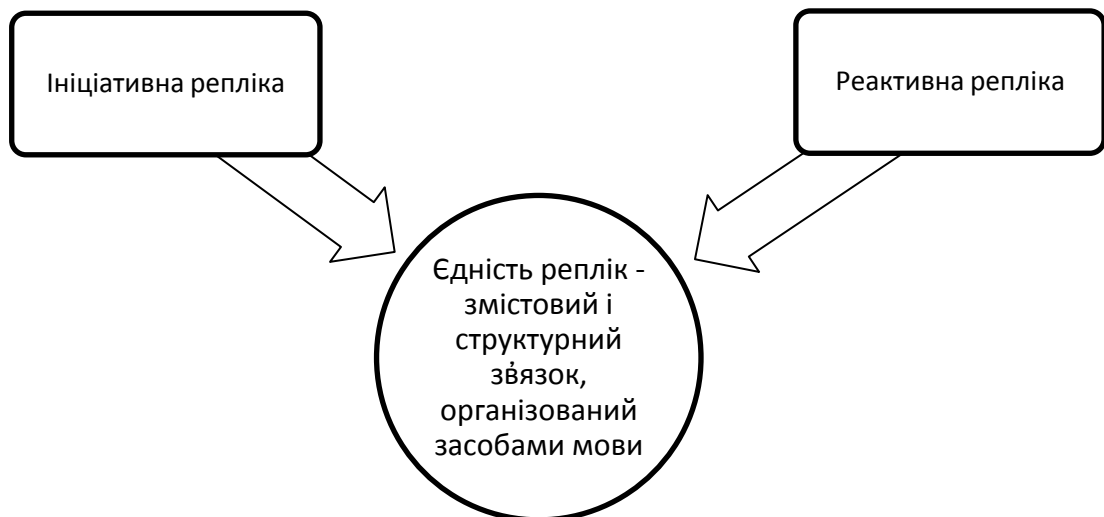 Ініціативна репліка
Реактивна репліка
Єдність реплік -
змістовий і
структурний
зв’язок,
організований
засобами мови